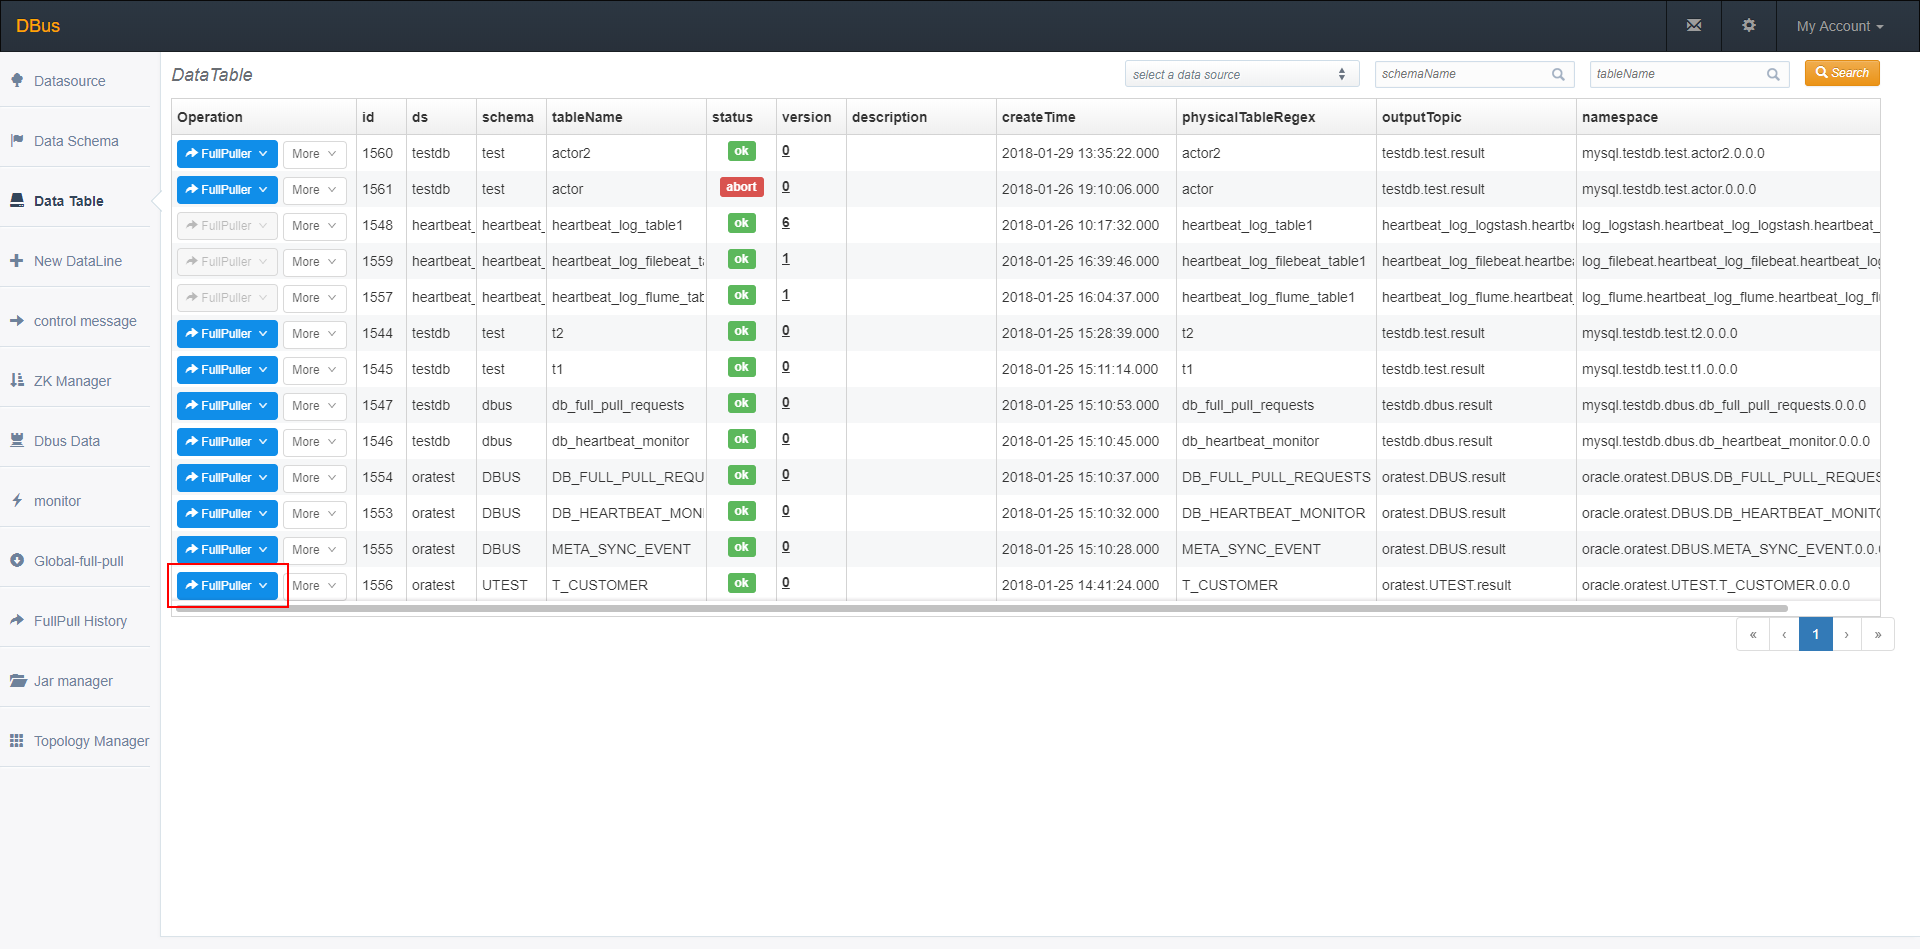 DBus
My Account
Datasource
Data Schema
Data Table
New DataLine
control message
ZK Manager
Dbus Data
monitor
Global-full-pull
FullPull History
Jar manager
Topology Manager
DataTable
select a data source
schemaName
tableName
Search
Operation id ds schema tableName status version description createTime physicalTableRegex outputTopic namespace
FullPuller More 1560 testdb test actor2 ok 0 2018-01-29 13:35:22.000 actor2 testdb.test.result mysql.testdb.test.actor2.0.0.0
FullPuller More 1561 testdb test actor abort 0 2018-01-26 19:10:06.000 actor testdb.test.result mysql.testdb.test.actor.0.0.0
FullPuller More 1548 heartbeat_ heartbeat_ heartbeat_log_table1 ok 6 2018-01-26 10:17:32.000 heartbeat_log_table1 heartbeat_log_logstash.heartbe log_logstash.heartbeat_log_logstash.heartbeat_
FullPuller More 1559 heartbeat_ heartbeat_ heartbeat_log_filebeat_ta ok 1 2018-01-25 16:39:46.000 heartbeat_log_filebeat_table1 heartbeat_log_filebeat.heartbea log_filebeat.heartbeat_log_filebeat.heartbeat_log
FullPuller More 1557 heartbeat_ heartbeat_ heartbeat_log_flume_tab ok 1 2018-01-25 16:04:37.000 heartbeat_log_flume_table1 heartbeat_log_flume.heartbeat_ log_flume.heartbeat_log_flume.heartbeat_log_fl
FullPuller More 1544 testdb test t2 ok 0 2018-01-25 15:28:39.000 t2 testdb.test.result mysql.testdb.test.t2.0.0.0
FullPuller More 1545 testdb test t1 ok 0 2018-01-25 15:11:14.000 t1 testdb.test.result mysql.testdb.test.t1.0.0.0
FullPuller More 1547 testdb dbus db_full_pull_requests ok 0 2018-01-25 15:10:53.000 db_full_pull_requests testdb.dbus.result mysql.testdb.dbus.db_full_pull_requests.0.0.0
FullPuller More 1546 testdb dbus db_heartbeat_monitor ok 0 2018-01-25 15:10:45.000 db_heartbeat_monitor testdb.dbus.result mysql.testdb.dbus.db_heartbeat_monitor.0.0.0
FullPuller More 1554 oratest DBUS DB_FULL_PULL_REQU ok 0 2018-01-25 15:10:37.000 DB_FULL_PULL_REQUESTS oratest.DBUS.result oracle.oratest.DBUS.DB_FULL_PULL_REQUES
FullPuller More 1553 oratest DBUS DB_HEARTBEAT_MONI ok 0 2018-01-25 15:10:32.000 DB_HEARTBEAT_MONITOR oratest.DBUS.result oracle.oratest.DBUS.DB_HEARTBEAT_MONITO
FullPuller More 1555 oratest DBUS META_SYNC_EVENT ok 0 2018-01-25 15:10:28.000 META_SYNC_EVENT oratest.DBUS.result oracle.oratest.DBUS.META_SYNC_EVENT.0.0.0
FullPuller More 1556 oratest UTEST T_CUSTOMER ok 0 2018-01-25 14:41:24.000 T_CUSTOMER oratest.UTEST.result oracle.oratest.UTEST.T_CUSTOMER.0.0.0
« ‹ 1 › »